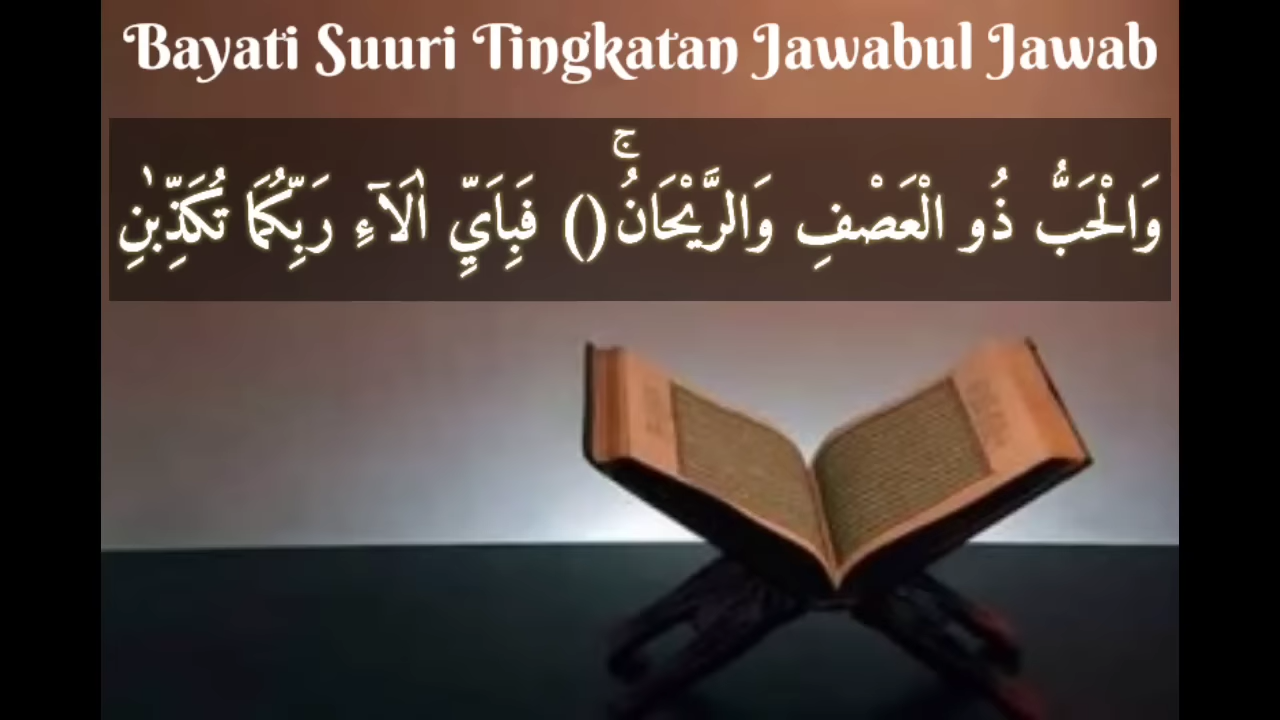 Bayati Suuri Tingkatan Jawabul Jawab
وَالْحَبُّ ذُو الْعَصْفِ وَالرَّيْحَانُۚ () فَبِاَيِّ اٰلَاۤءِ رَبِّكُمَا تُكَذِّبٰنِ